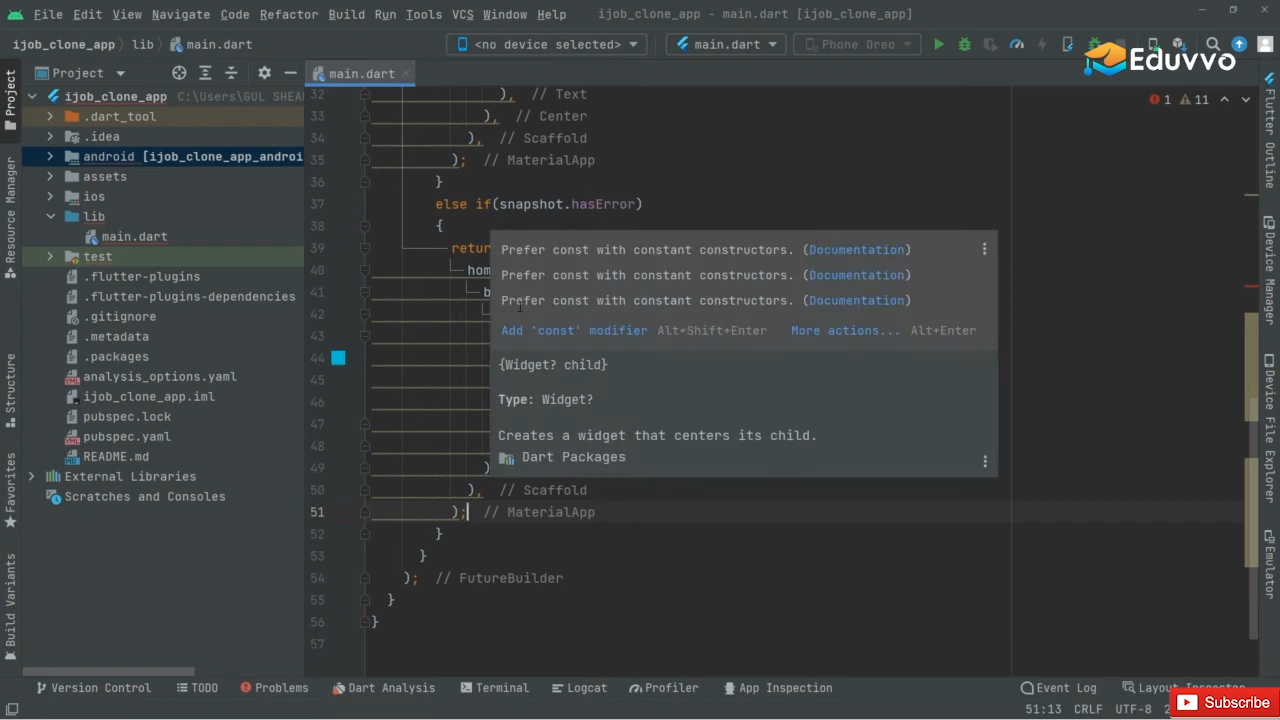 File Edit View Navigate Code Refactor Build Run Tools VCS Window Help ijob_clone_app - main.dart [ijob_clone_app]
ijob_clone_app lib main.dart <no device selected> main.dart Phone Oreo
Eduvvo
Project main.dart
ijob_clone_app
.dart_tool
.idea
android [ijob_clone_app_androi
assets
ios
lib
main.dart
test
.flutter-plugins
.flutter-plugins-dependencies
.gitignore
.metadata
.packages
analysis_options.yaml
ijob_clone_app.iml
pubspec.lock
pubspec.yaml
README.md
External Libraries
Scratches and Consoles
1 11
32 ), // Text
33 ), // Center
34 ), // Scaffold
35 ); // MaterialApp
36 }
37 else if(snapshot.hasError)
38 {
39 retur
40 hom
41 b
42
43
44
45
46
47
48
49 )
50 ), // Scaffold
51 ); // MaterialApp
52 }
53 }
54 ); // FutureBuilder
55 }
56 }
57
Prefer const with constant constructors. (Documentation)
Prefer const with constant constructors. (Documentation)
Prefer const with constant constructors. (Documentation)
Add 'const' modifier Alt+Shift+Enter More actions... Alt+Enter
{Widget? child}
Type: Widget?
Creates a widget that centers its child.
Dart Packages
Project
Resource Manager
Structure
Favorites
Build Variants
Flutter Outline
Device Manager
Device File Explorer
Emulator
Version Control TODO Problems Dart Analysis Terminal Logcat Profiler App Inspection Event Log Layout Inspector
51:13 CRLF UTF-8
Subscribe